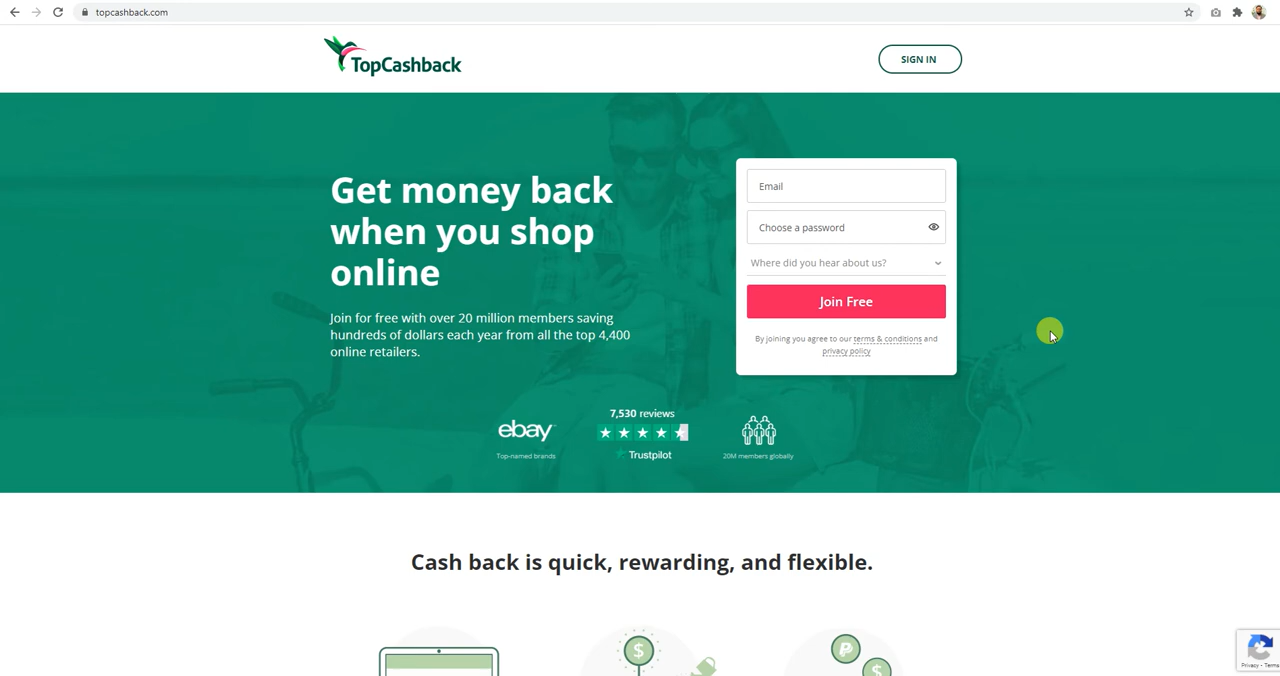 topcashback.com
TopCashback
SIGN IN
Get money back
when you shop
online
Join for free with over 20 million members saving
hundreds of dollars each year from all the top 4,400
online retailers.
Email
Choose a password
Where did you hear about us?
Join Free
By joining you agree to our terms & conditions and
privacy policy
ebay
Top-named brands
7,530 reviews
Trustpilot
20M members globally
Cash back is quick, rewarding, and flexible.
$
P
$
Privacy - Terms